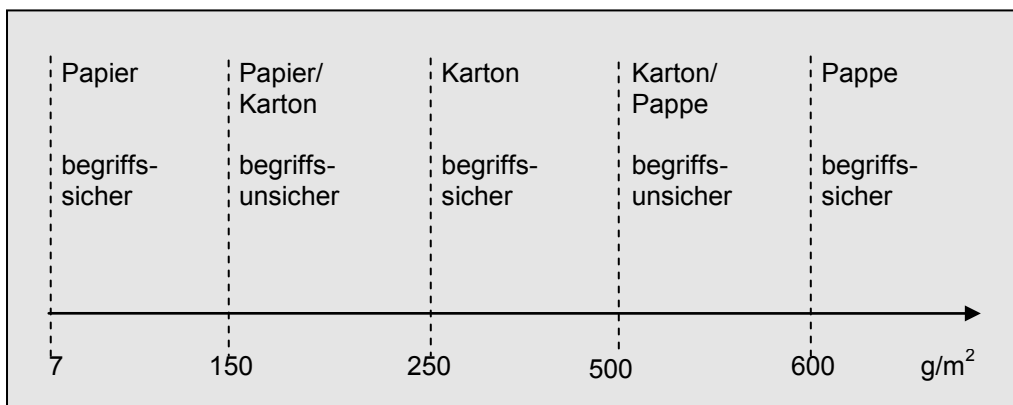 Papier
Papier/
Karton
Karton
Karton/
Pappe
Pappe
begriffs-
sicher
begriffs-
unsicher
begriffs-
sicher
begriffs-
unsicher
begriffs-
sicher
7
150
250
500
600
g/m²